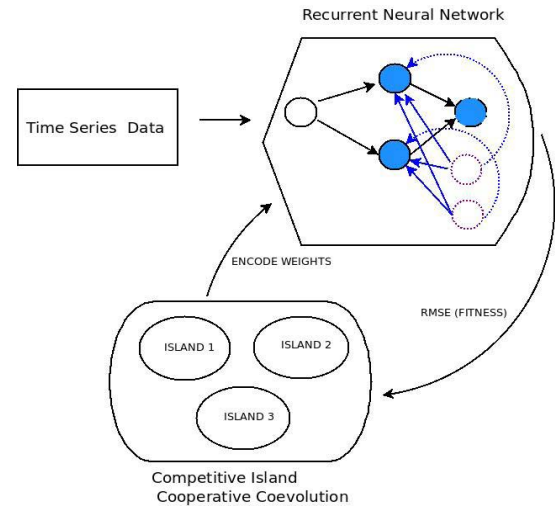 Recurrent Neural Network
Time Series Data
ENCODE WEIGHTS
RMSE (FITNESS)
ISLAND 1
ISLAND 2
ISLAND 3
Competitive Island
Cooperative Coevolution